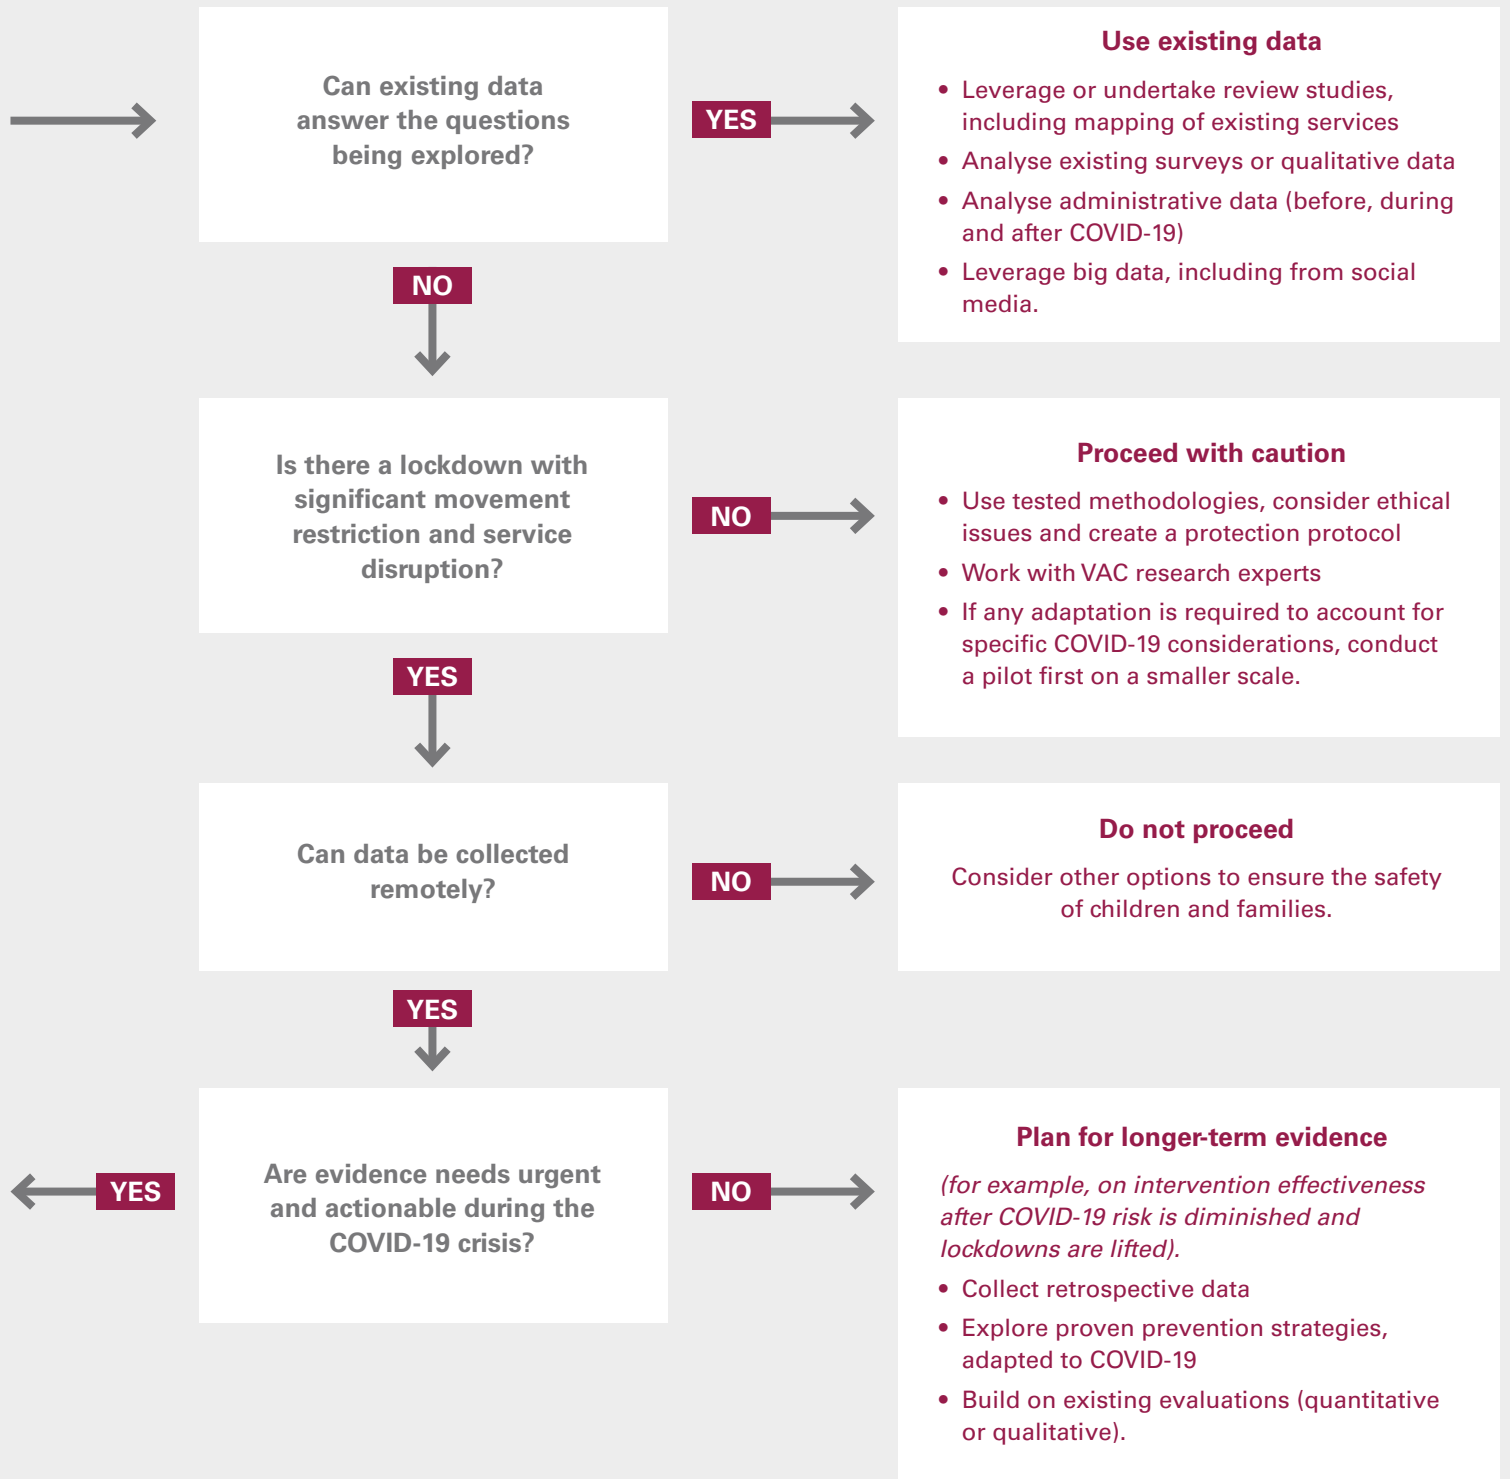 Can existing data
answer the questions
being explored?
YES
Use existing data
• Leverage or undertake review studies,
including mapping of existing services
• Analyse existing surveys or qualitative data
• Analyse administrative data (before, during
and after COVID-19)
• Leverage big data, including from social
media.
NO
Is there a lockdown with
significant movement
restriction and service
disruption?
NO
Proceed with caution
• Use tested methodologies, consider ethical
issues and create a protection protocol
• Work with VAC research experts
• If any adaptation is required to account for
specific COVID-19 considerations, conduct
a pilot first on a smaller scale.
YES
Can data be collected
remotely?
NO
Do not proceed
Consider other options to ensure the safety
of children and families.
YES
YES
Are evidence needs urgent
and actionable during the
COVID-19 crisis?
NO
Plan for longer-term evidence
(for example, on intervention effectiveness
after COVID-19 risk is diminished and
lockdowns are lifted).
• Collect retrospective data
• Explore proven prevention strategies,
adapted to COVID-19
• Build on existing evaluations (quantitative
or qualitative).